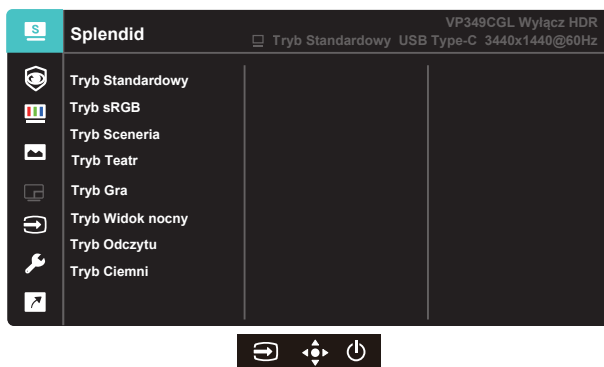 S
Splendid
VP349CGL Wyłącz HDR
Tryb Standardowy USB Type-C 3440x1440@60Hz
Tryb Standardowy
Tryb sRGB
Tryb Sceneria
Tryb Teatr
Tryb Gra
Tryb Widok nocny
Tryb Odczytu
Tryb Ciemni